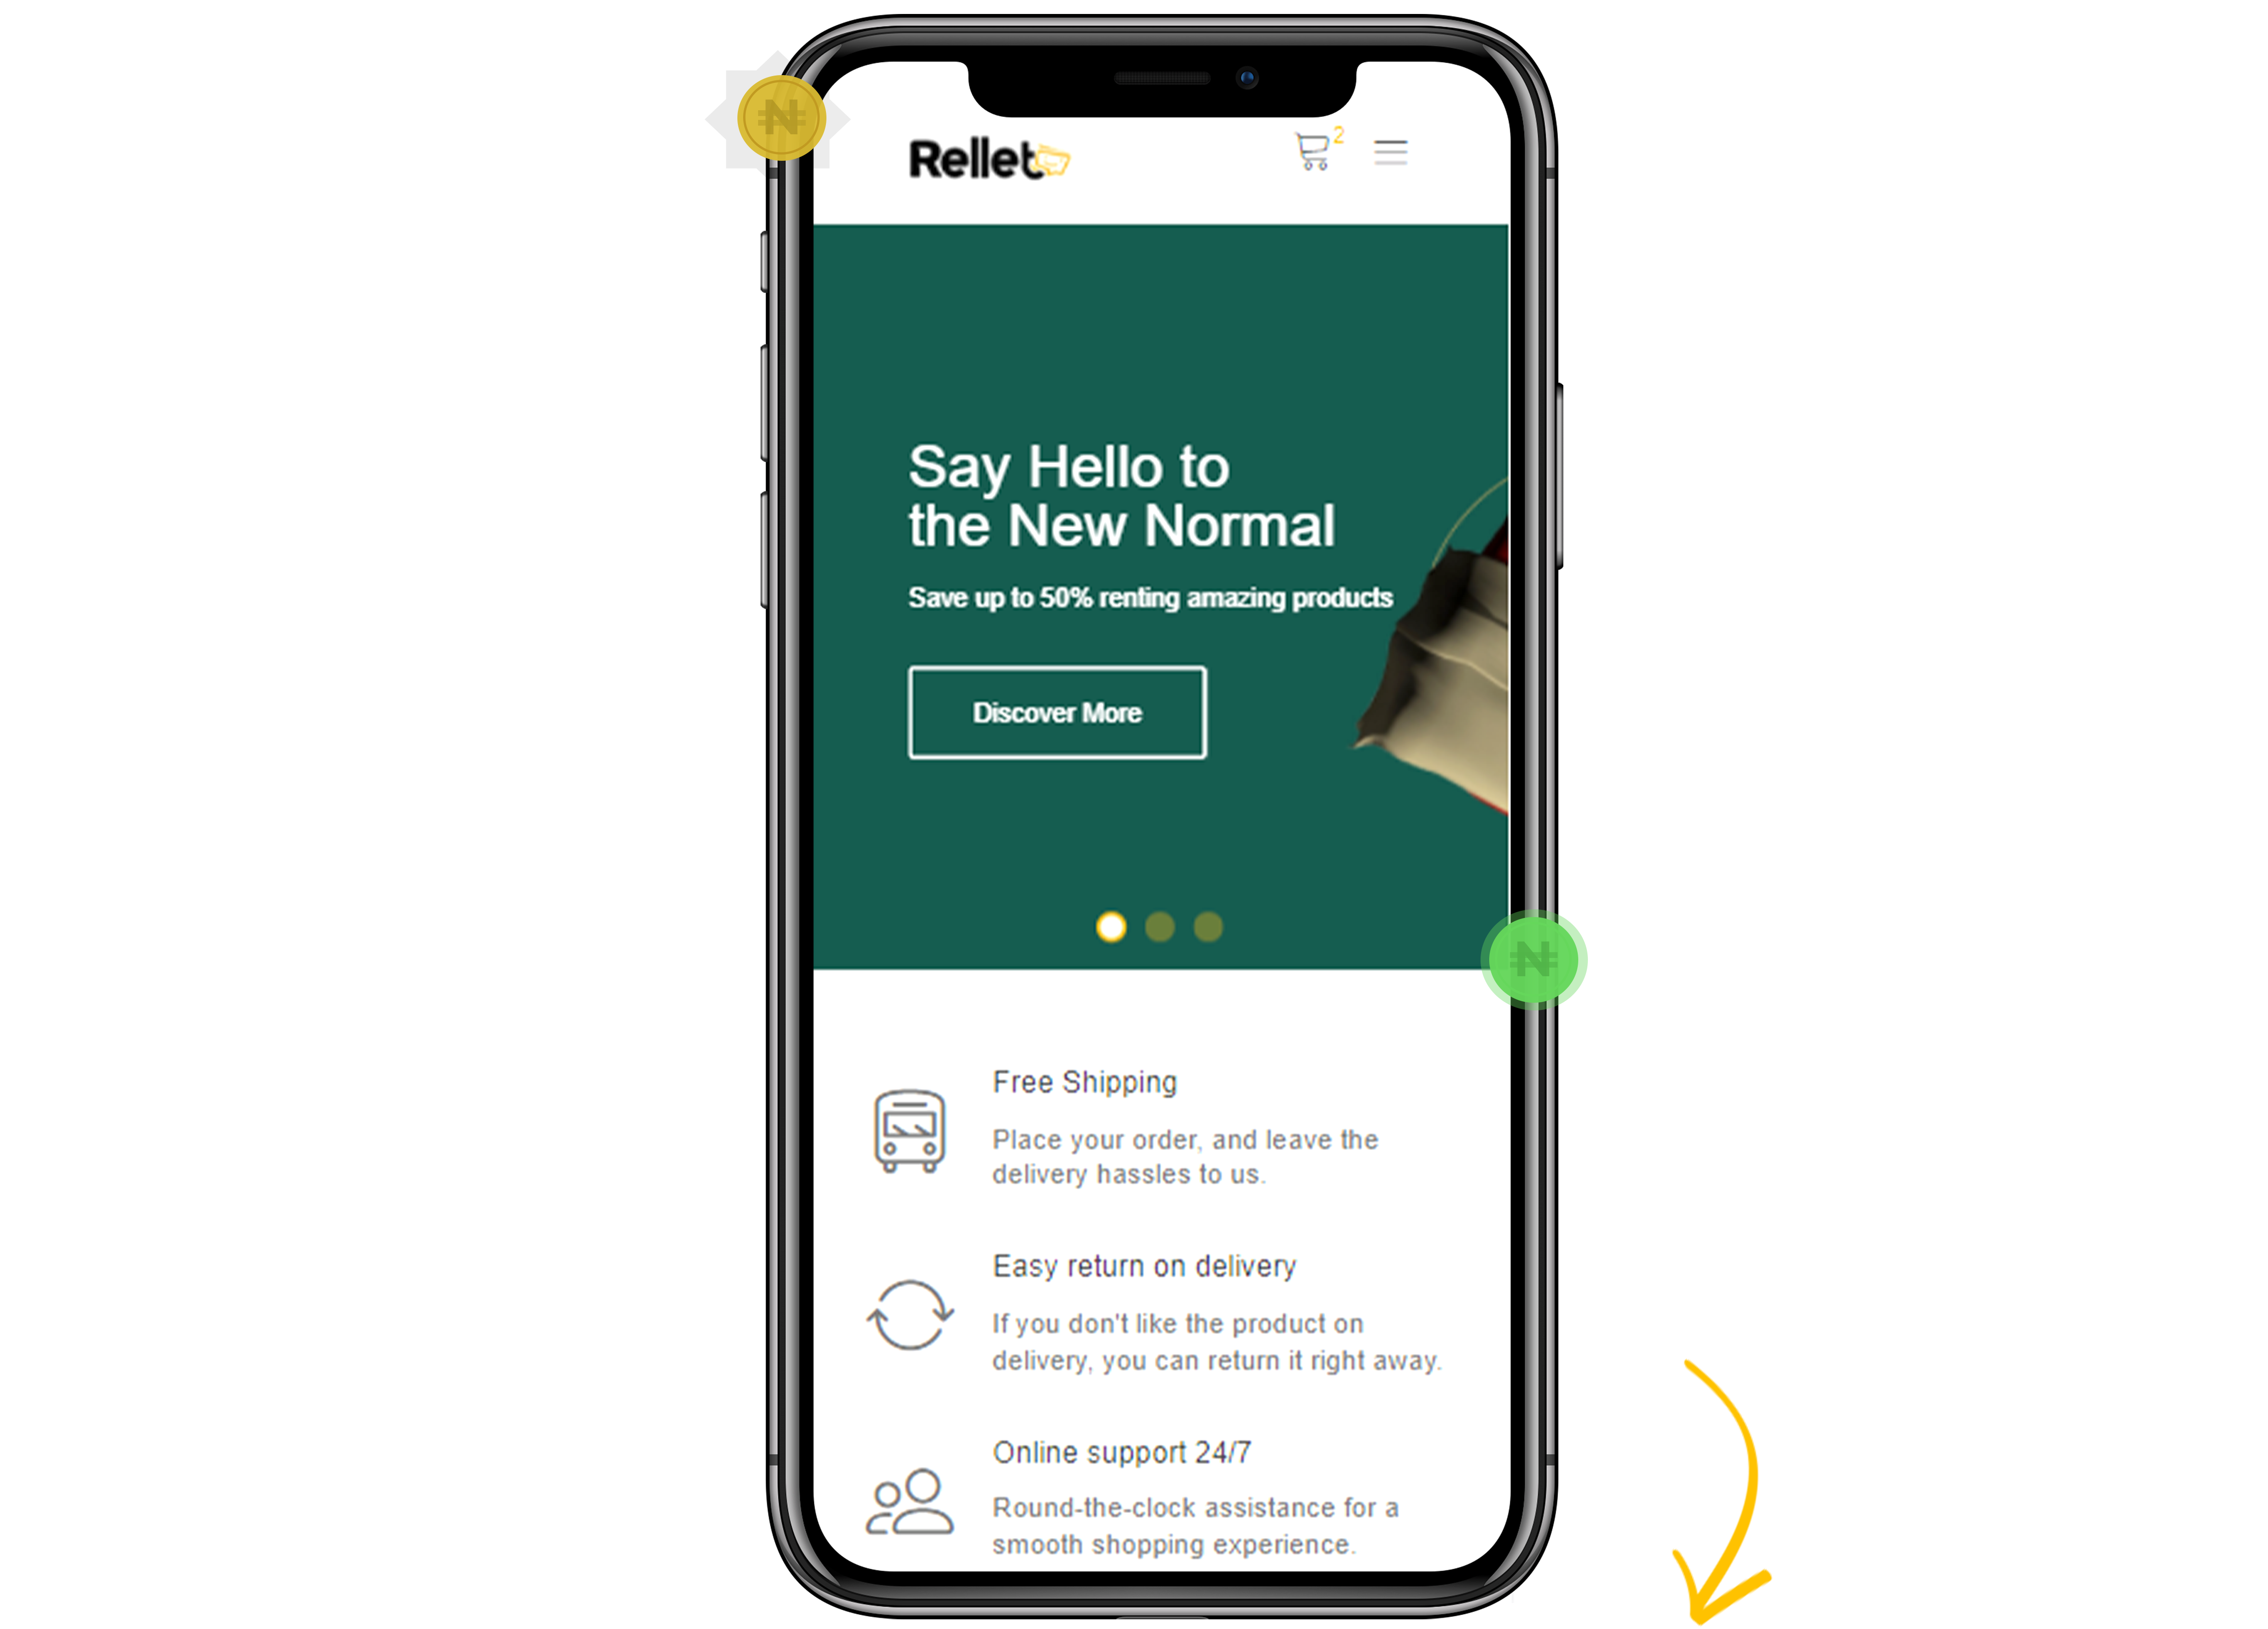 ₦
Rellet
2
Say Hello to
the New Normal
Save up to 50% renting amazing products
Discover More
₦
Free Shipping
Place your order, and leave the
delivery hassles to us.
Easy return on delivery
If you don't like the product on
delivery, you can return it right away.
Online support 24/7
Round-the-clock assistance for a
smooth shopping experience.